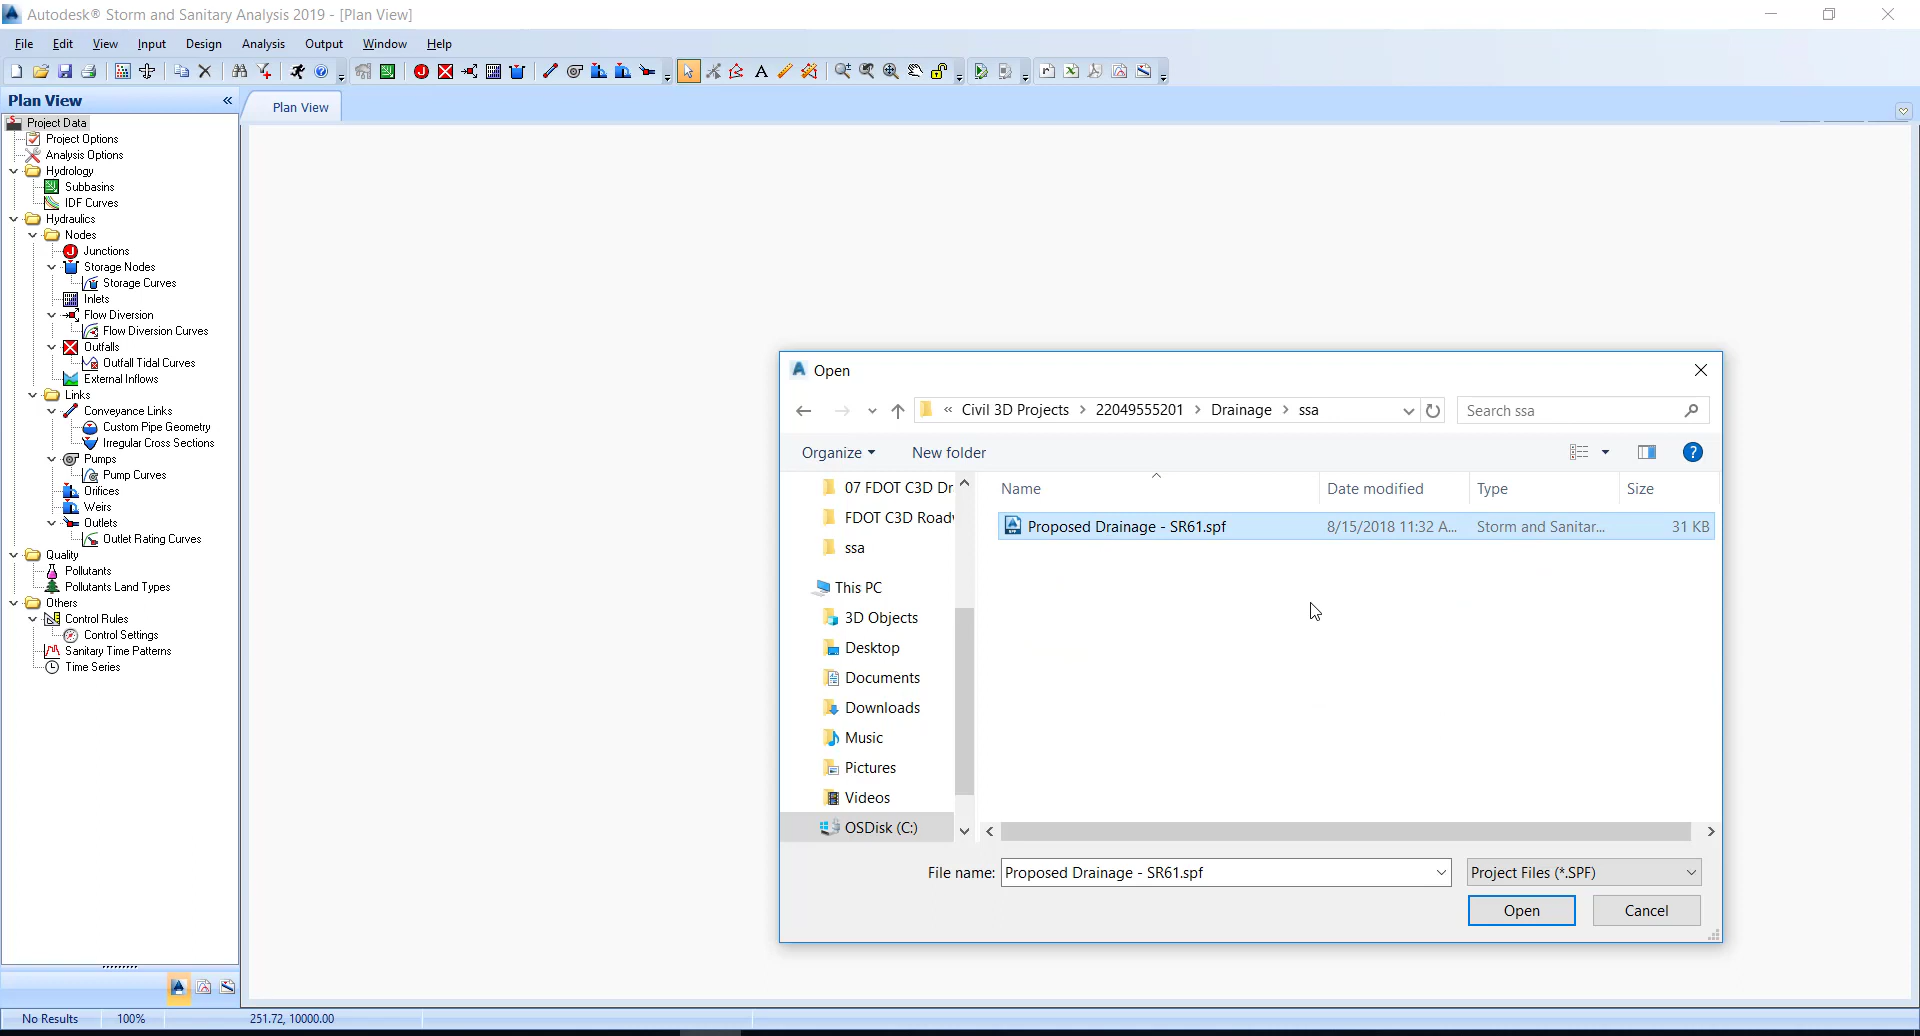 Autodesk® Storm and Sanitary Analysis 2019 - [Plan View]
File Edit View Input Design Analysis Output Window Help
Plan View «
Plan View
Project Data
Project Options
Analysis Options
Hydrology
Subbasins
IDF Curves
Hydraulics
Nodes
Junctions
Storage Nodes
Storage Curves
Inlets
Flow Diversion
Flow Diversion Curves
Outfalls
Outfall Tidal Curves
External Inflows
Links
Conveyance Links
Custom Pipe Geometry
Irregular Cross Sections
Pumps
Pump Curves
Orifices
Weirs
Outlets
Outlet Rating Curves
Quality
Pollutants
Pollutants Land Types
Others
Control Rules
Control Settings
Sanitary Time Patterns
Time Series
Open
« Civil 3D Projects > 22049555201 > Drainage > ssa
Search ssa
Organize New folder
07 FDOT C3D Dr
FDOT C3D Road
ssa
This PC
3D Objects
Desktop
Documents
Downloads
Music
Pictures
Videos
OSDisk (C:)
Name Date modified Type Size
Proposed Drainage - SR61.spf 8/15/2018 11:32 A... Storm and Sanitar... 31 KB
File name: Proposed Drainage - SR61.spf Project Files (*.SPF)
Open Cancel
No Results 100% 251.72, 10000.00